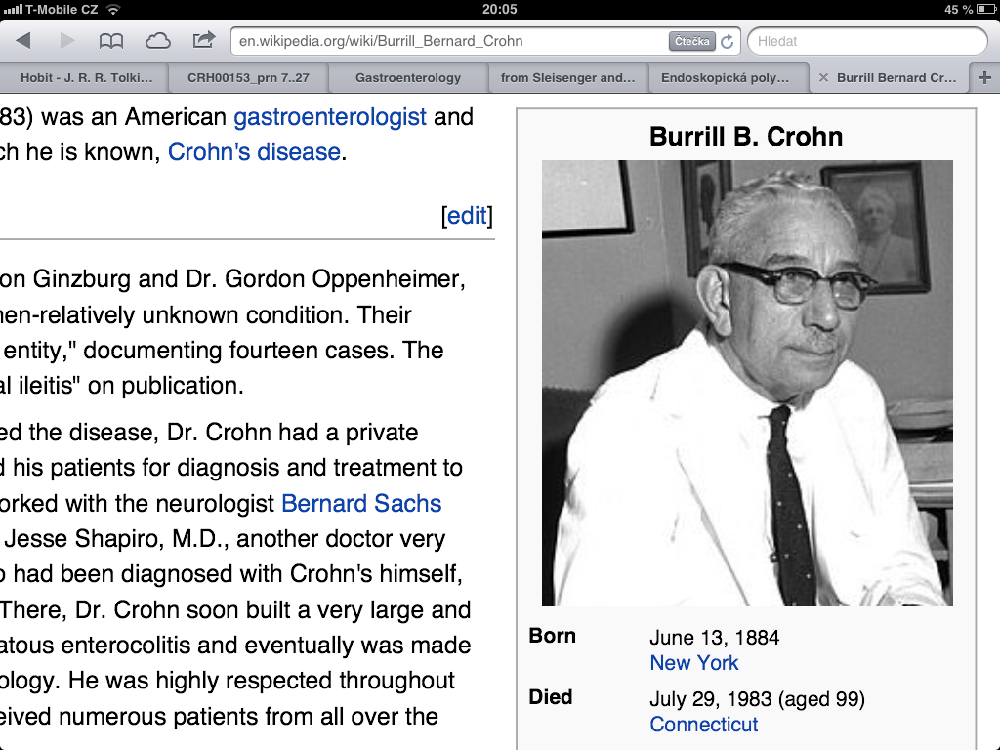 T-Mobile CZ 20:05 45 %
en.wikipedia.org/wiki/Burrill_Bernard_Crohn Čtečka Hledat
Hobit - J. R. R. Tolki... CRH00153_prn 7..27 Gastroenterology from Sleisenger and... Endoskopická poly... Burrill Bernard Cr...
83) was an American gastroenterologist and
ch he is known, Crohn's disease.
[edit]
on Ginzburg and Dr. Gordon Oppenheimer,
hen-relatively unknown condition. Their
entity," documenting fourteen cases. The
al ileitis" on publication.
ed the disease, Dr. Crohn had a private
d his patients for diagnosis and treatment to
orked with the neurologist Bernard Sachs
Jesse Shapiro, M.D., another doctor very
o had been diagnosed with Crohn's himself,
There, Dr. Crohn soon built a very large and
atous enterocolitis and eventually was made
ology. He was highly respected throughout
eived numerous patients from all over the
Burrill B. Crohn
Born June 13, 1884
New York
Died July 29, 1983 (aged 99)
Connecticut